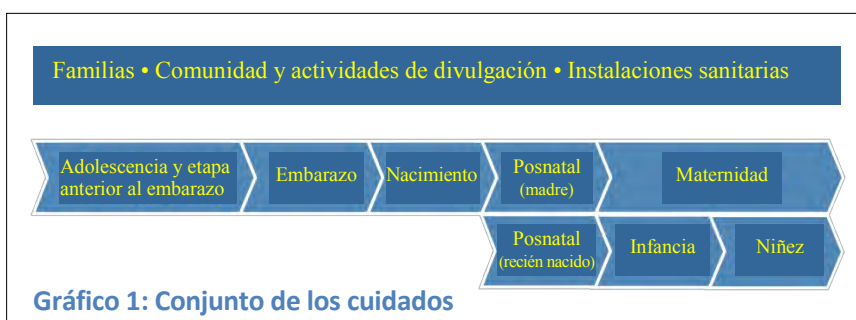 Familias • Comunidad y actividades de divulgación • Instalaciones sanitarias
Adolescencia y etapa
anterior al embarazo
Embarazo
Nacimiento
Posnatal
(madre)
Maternidad
Posnatal
(recién nacido)
Infancia
Niñez
Gráfico 1: Conjunto de los cuidados